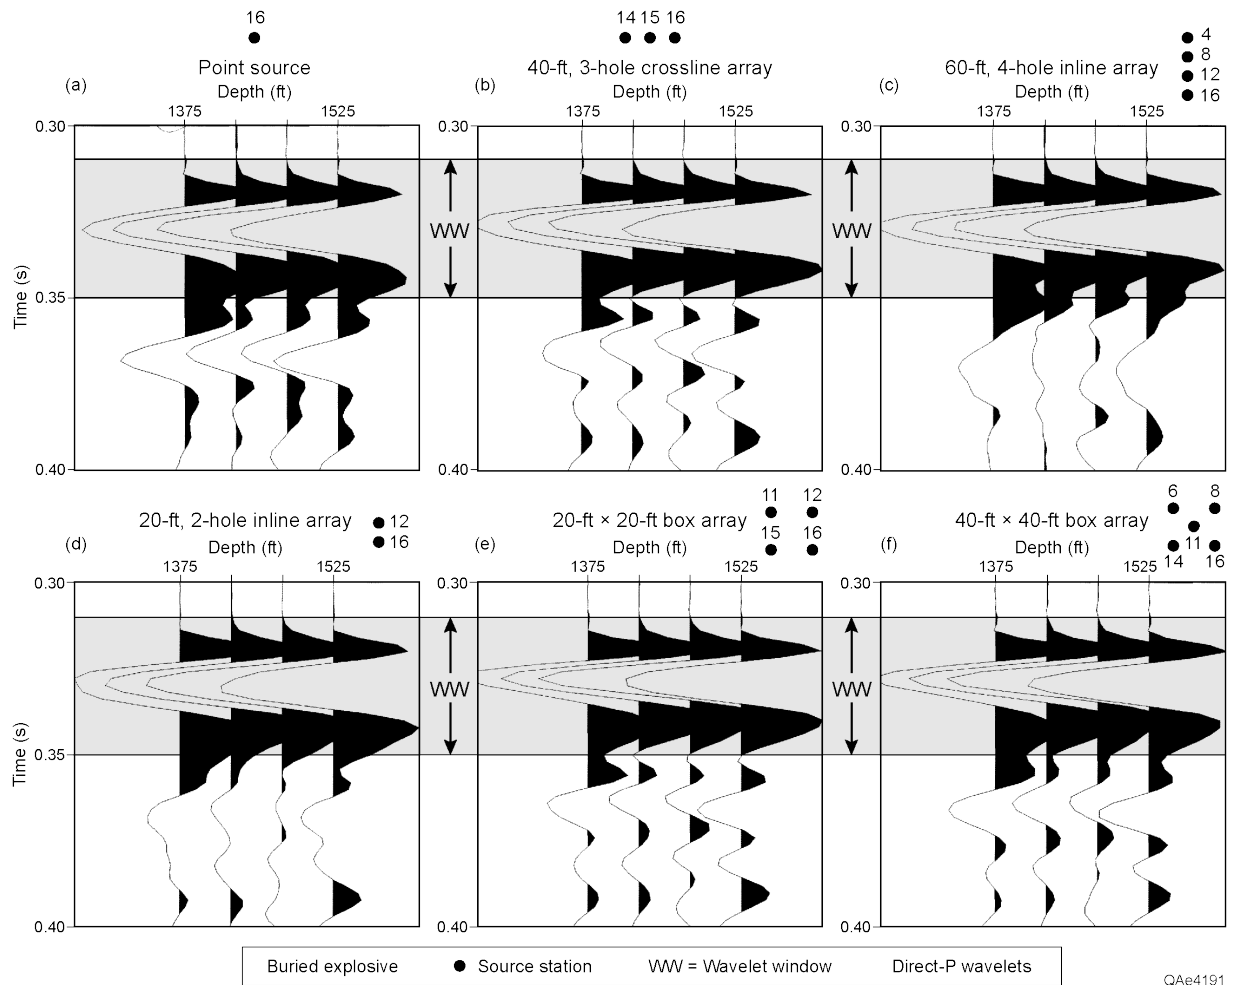 16
Point source
(a)
Depth (ft)
1375 1525
0.30
0.35
0.40
Time (s)
14 15 16
40-ft, 3-hole crossline array
(b)
Depth (ft)
1375 1525
0.30
0.40
WW
4
8
12
16
60-ft, 4-hole inline array
(c)
Depth (ft)
1375 1525
0.30
0.40
WW
20-ft, 2-hole inline array
12
16
(d)
Depth (ft)
1375 1525
0.30
0.35
0.40
Time (s)
11 12
20-ft × 20-ft box array
15 16
(e)
Depth (ft)
1375 1525
0.30
0.40
WW
6 8
40-ft × 40-ft box array
11
14 16
(f)
Depth (ft)
1375 1525
0.30
0.40
WW
Buried explosive Source station WW = Wavelet window Direct-P wavelets
QAe4191